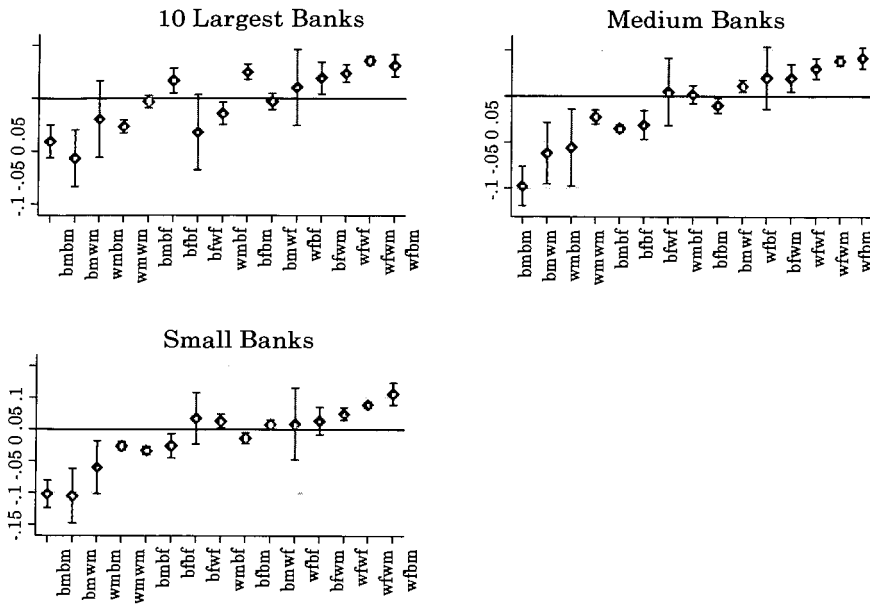 10 Largest Banks
-.1 -.05 0 .05
bmbm bmwm wmbm wmwm bmbf bfbf bfwf wmbf bfbm bmwf wfbf bfwm wfwf wfwm wfbm
Medium Banks
-.1 -.05 0 .05
bmbm bmwm wmbm wmwm bmbf bfbf bfwf wmbf bfbm bmwf wfbf bfwm wfwf wfwm wfbm
Small Banks
-.15 -.1 -.05 0 .05 .1
bmbm bmwm wmbm wmwm bmbf bfbf bfwf wmbf bfbm bmwf wfbf bfwm wfwf wfwm wfbm